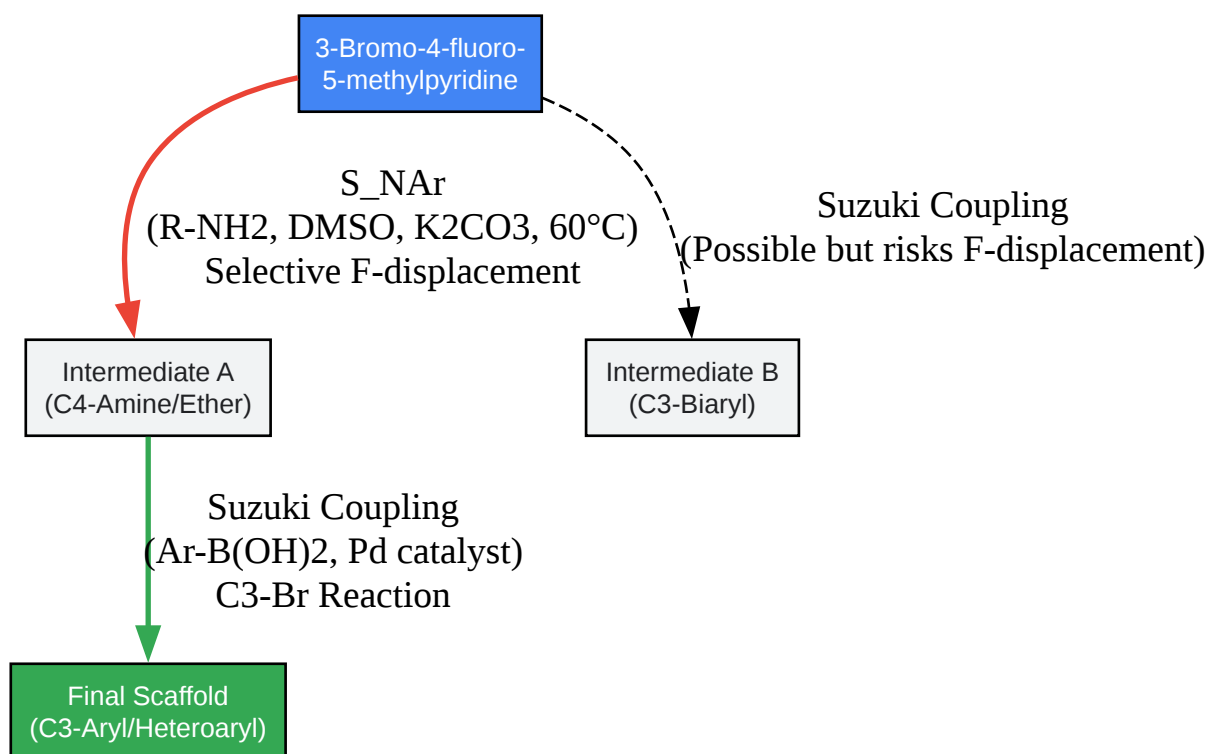 3-Bromo-4-fluoro-
5-methylpyridine
S_NAr
(R-NH2, DMSO, K2CO3, 60°C)
Selective F-displacement
Suzuki Coupling
(Possible but risks F-displacement)
Intermediate A
(C4-Amine/Ether)
Intermediate B
(C3-Biaryl)
Suzuki Coupling
(Ar-B(OH)2, Pd catalyst)
C3-Br Reaction
Final Scaffold
(C3-Aryl/Heteroaryl)